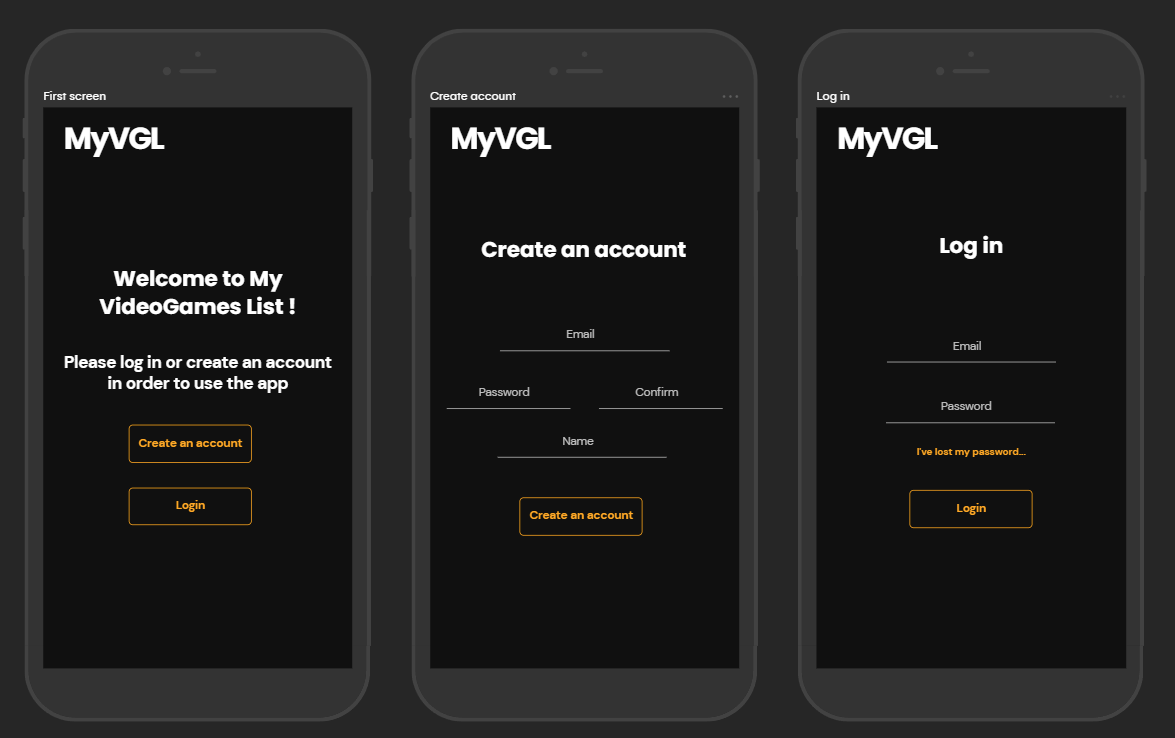 First screen
MyVGL
Welcome to My
VideoGames List !
Please log in or create an account
in order to use the app
Create an account
Login
Create account
MyVGL
Create an account
Email
Password
Confirm
Name
Create an account
Log in
MyVGL
Log in
Email
Password
I've lost my password...
Login